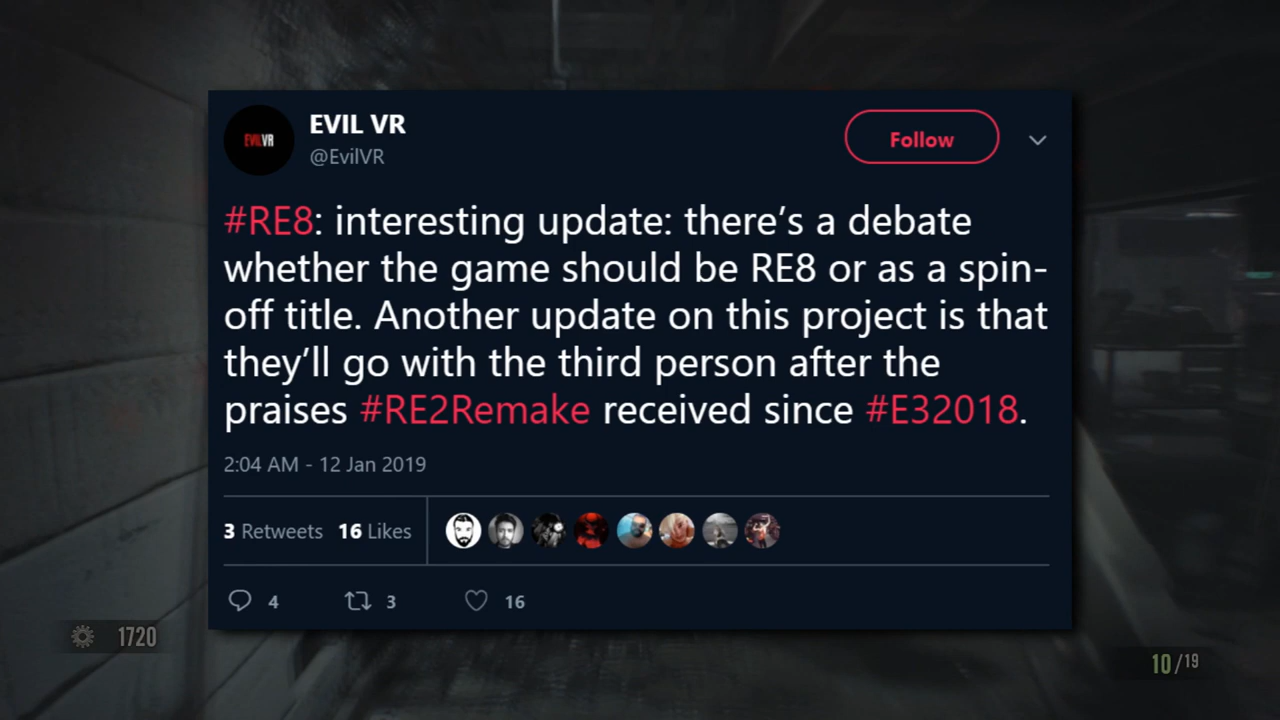 EVILVR
EVIL VR
@EvilVR
Follow
#RE8: interesting update: there’s a debate
whether the game should be RE8 or as a spin-
off title. Another update on this project is that
they’ll go with the third person after the
praises #RE2Remake received since #E32018.
2:04 AM - 12 Jan 2019
3 Retweets 16 Likes
4 3 16
1720
10/19